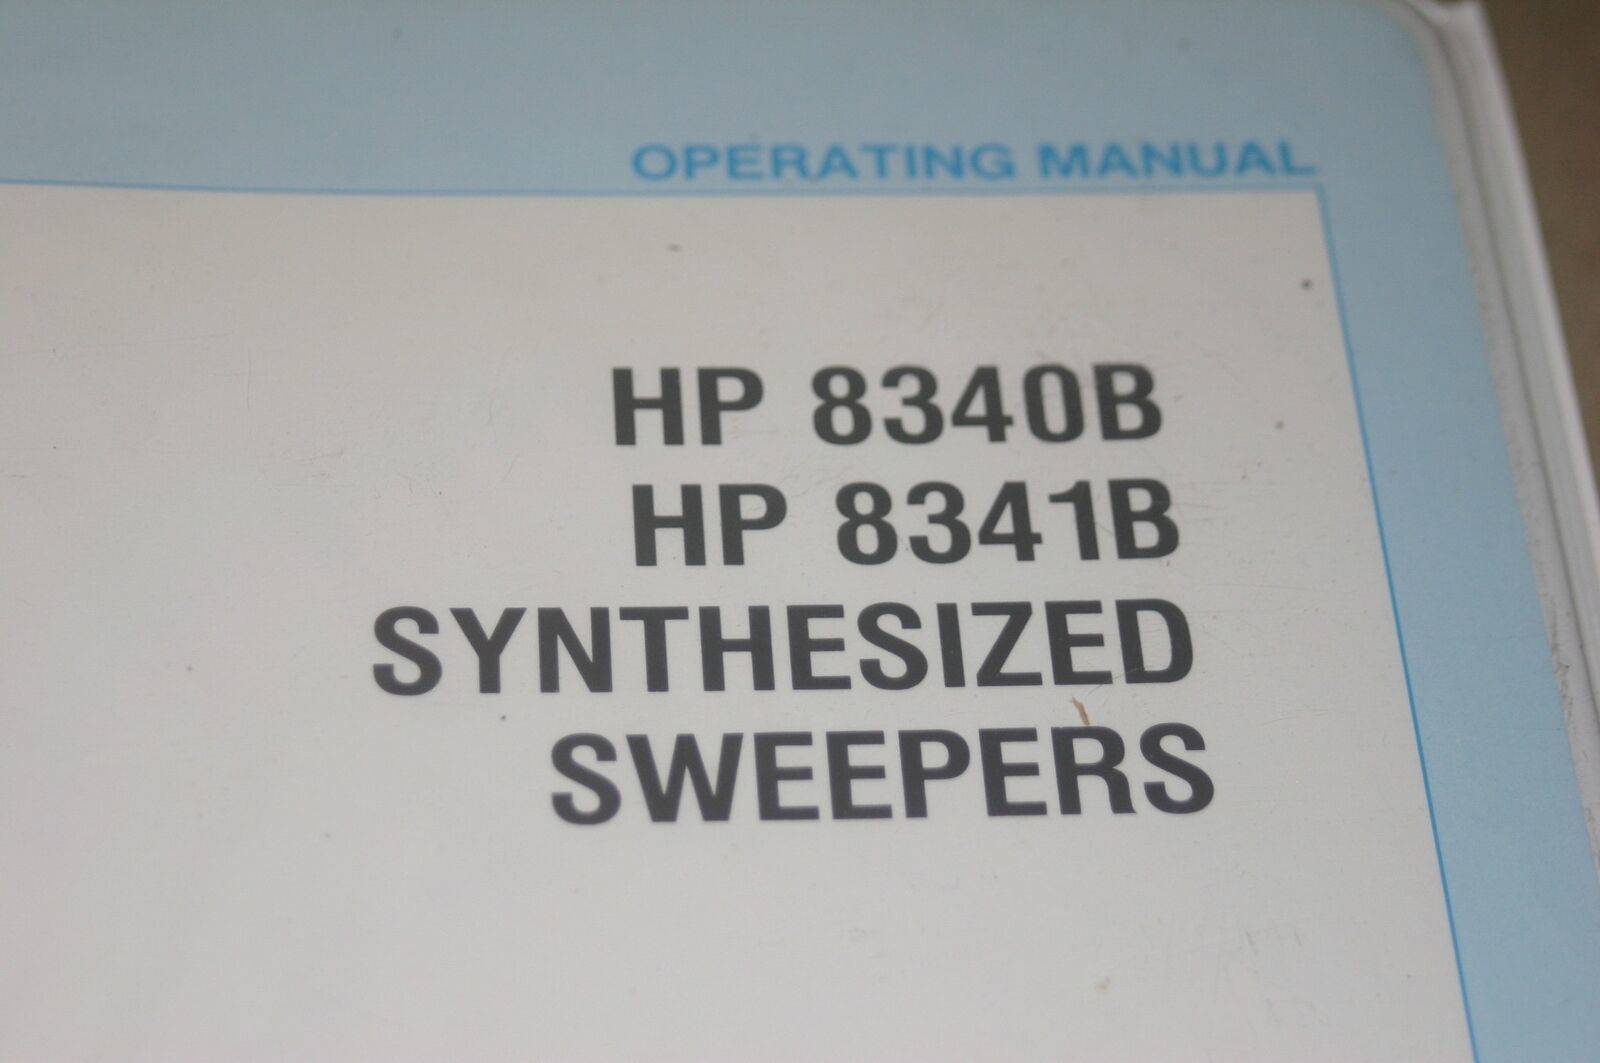 OPERATING MANUAL
HP 8340B
HP 8341B
SYNTHESIZED
SWEEPERS